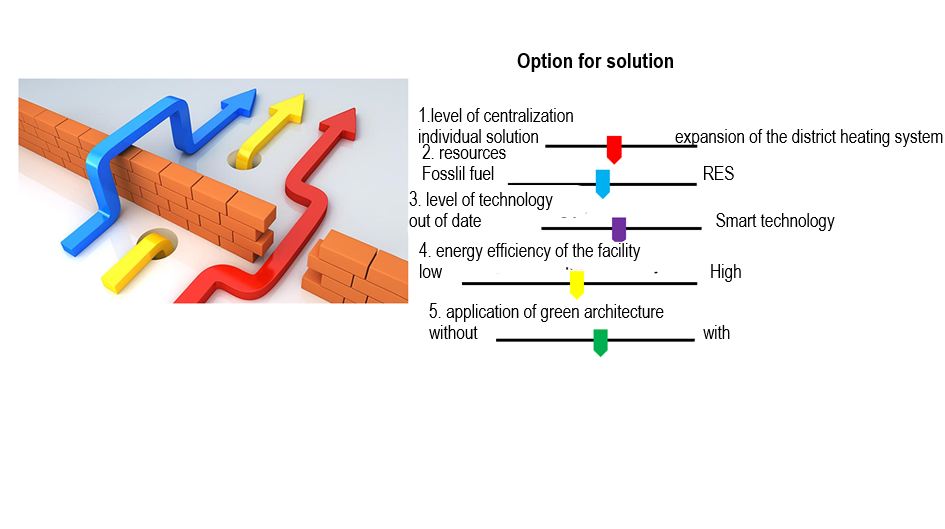 Option for solution
1.level of centralization
individual solution expansion of the district heating system
2. resources
Fosslil fuel RES
3. level of technology
out of date Smart technology
4. energy efficiency of the facility
low High
5. application of green architecture
without with